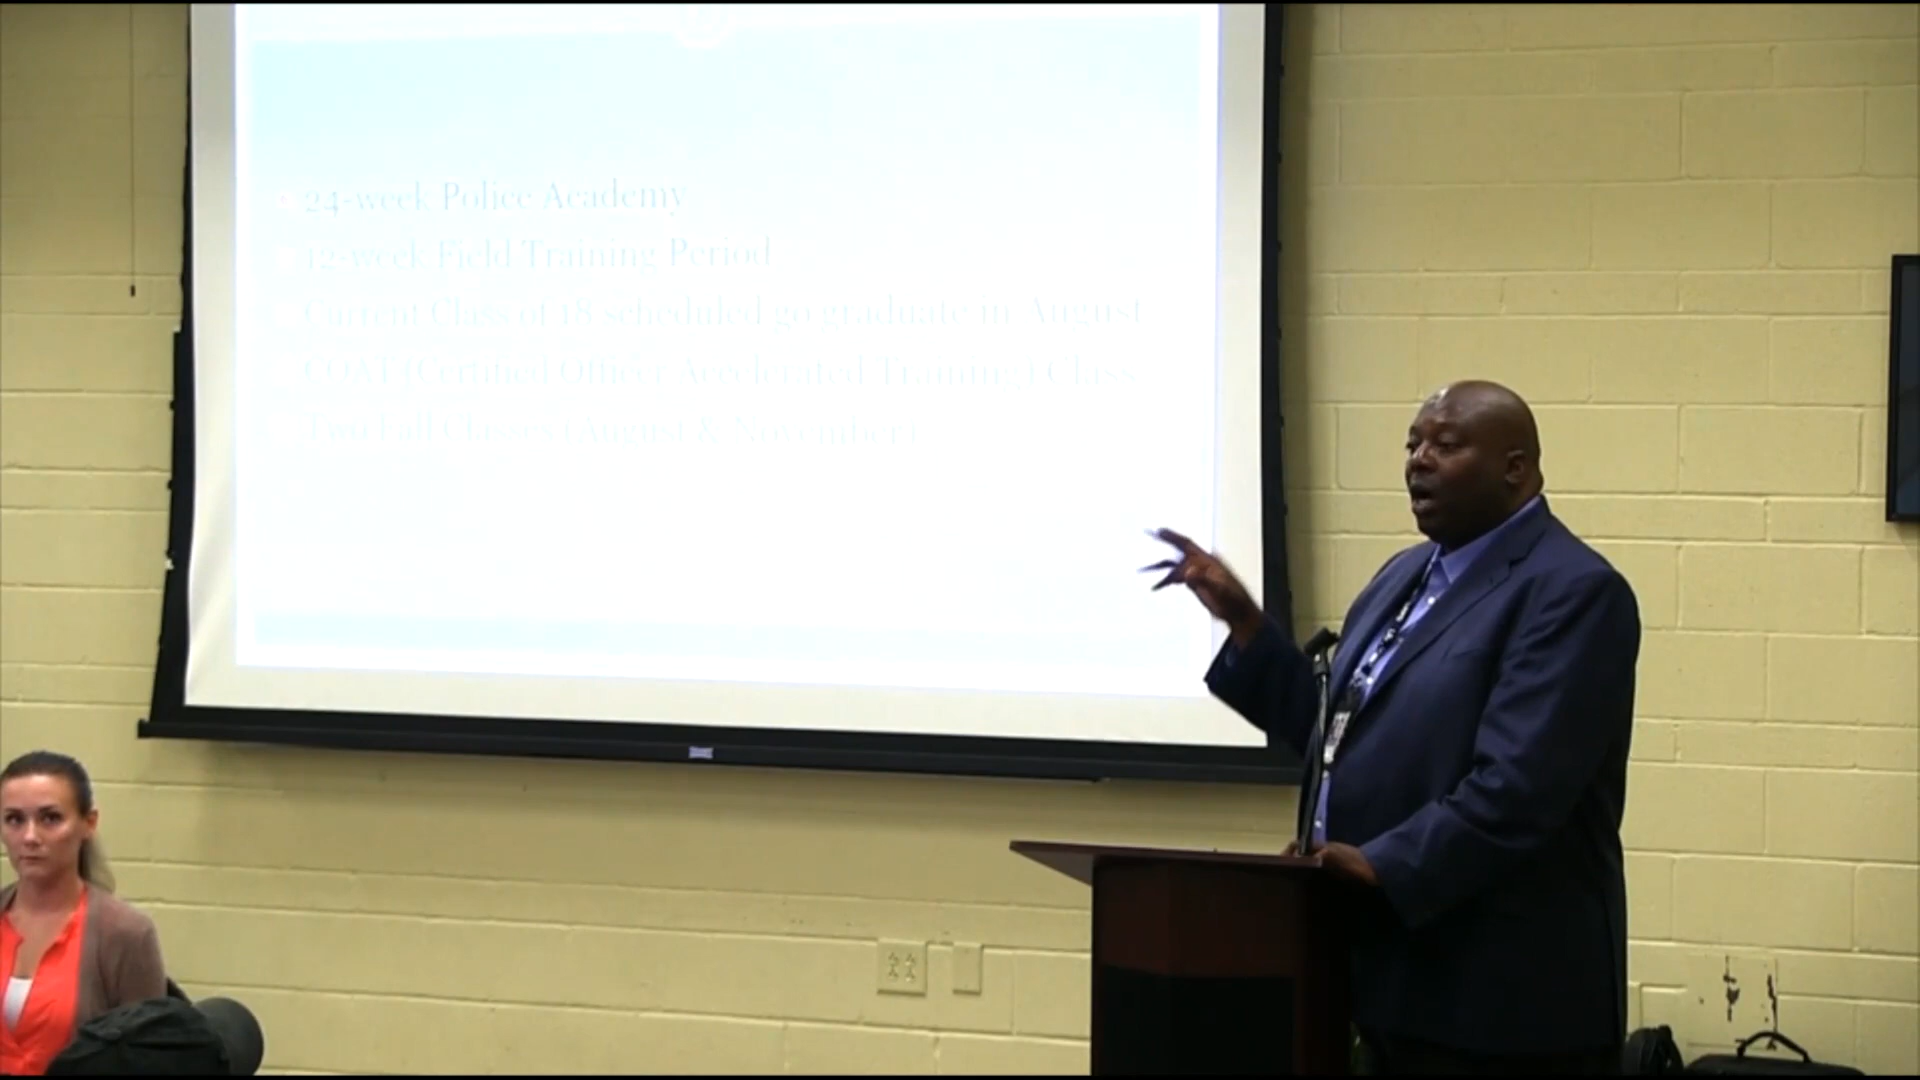 24-week Police Academy
12-week Field Training Period
Current Class of 18 scheduled go graduate in August
COAT (Certified Officer Accelerated Training) Class
Two Fall Classes (August & November)